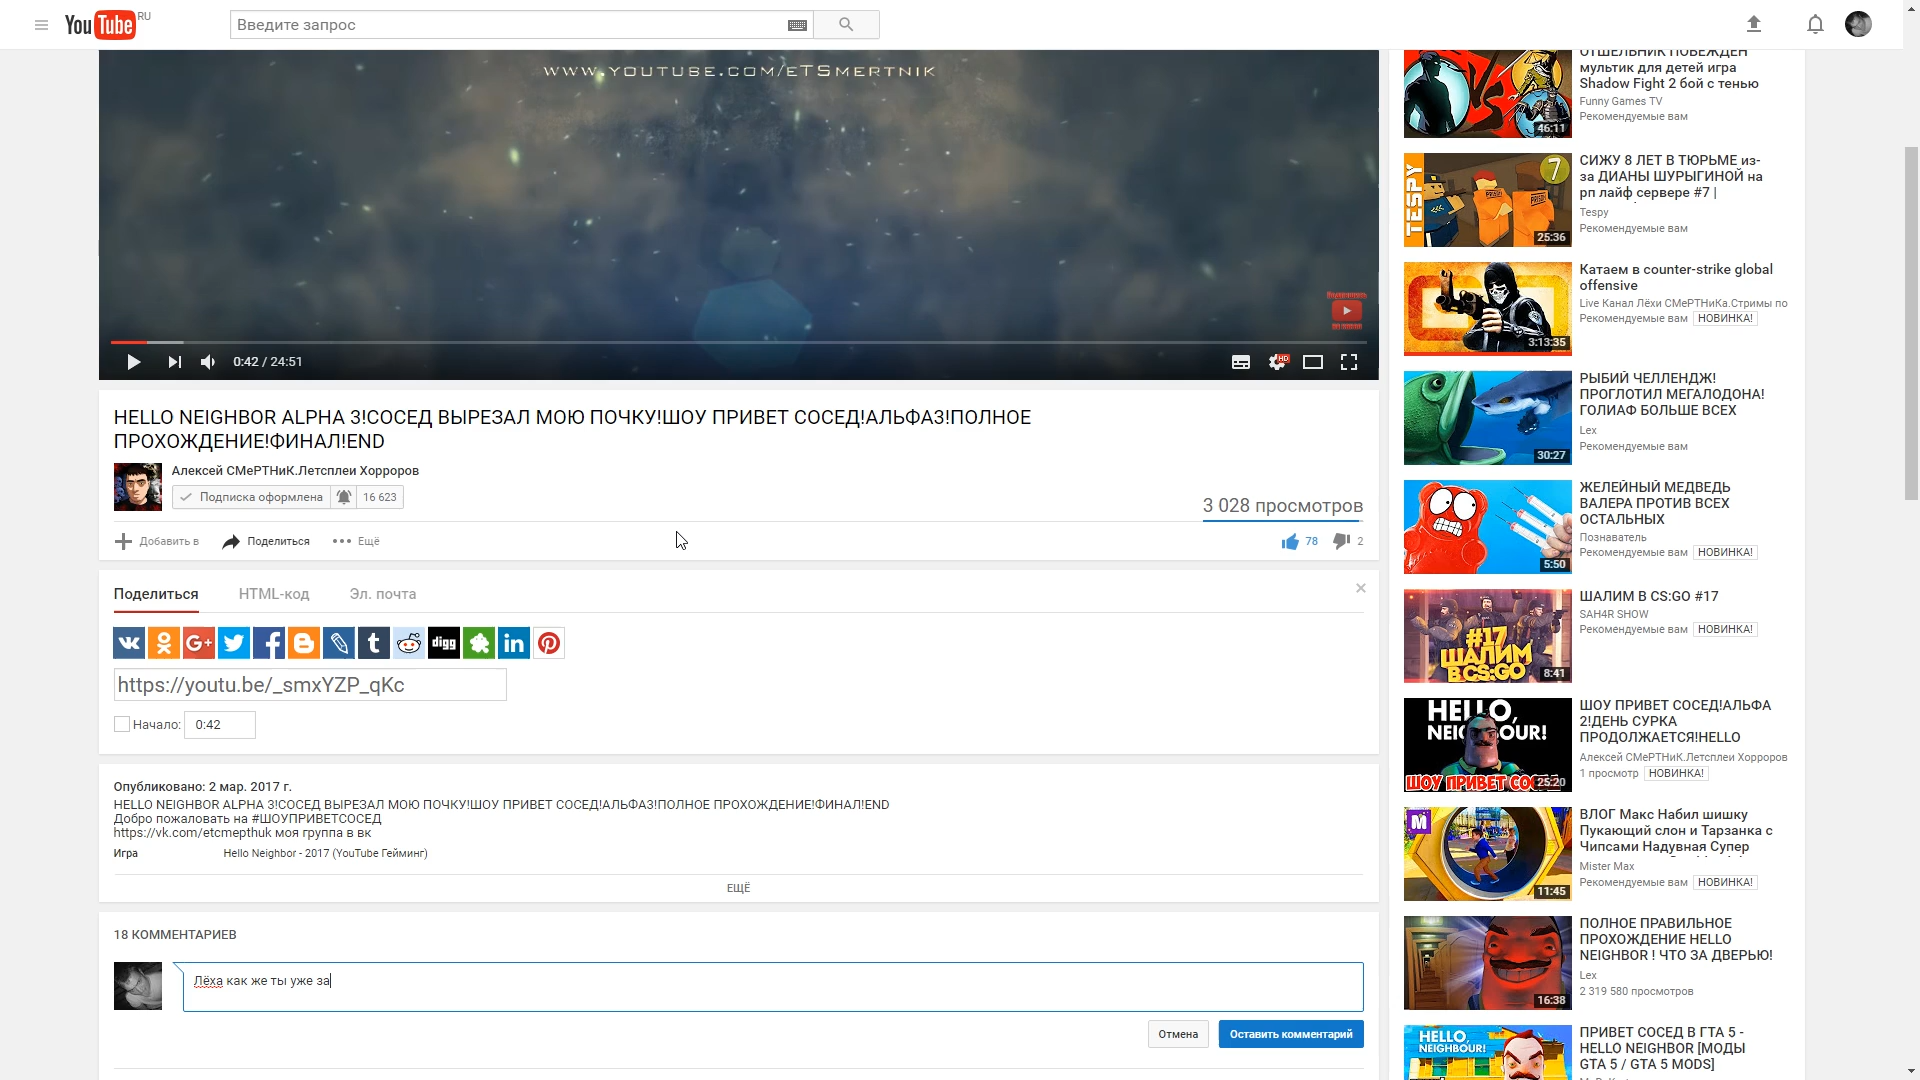 YouTube RU
Введите запрос
WWW.YOUTUBE.COM/ETSMERTNIK
0:42 / 24:51
HD
HELLO NEIGHBOR ALPHA 3!СОСЕД ВЫРЕЗАЛ МОЮ ПОЧКУ!ШОУ ПРИВЕТ СОСЕД!АЛЬФА3!ПОЛНОЕ
ПРОХОЖДЕНИЕ!ФИНАЛ!END
Алексей СМеРТНиК.Летсплеи Хорроров
Подписка оформлена 16 623
3 028 просмотров
Добавить в Поделиться Ещё
78 2
Поделиться HTML-код Эл. почта
digg
https://youtu.be/_smxYZP_qKc
Начало: 0:42
Опубликовано: 2 мар. 2017 г.
HELLO NEIGHBOR ALPHA 3!СОСЕД ВЫРЕЗАЛ МОЮ ПОЧКУ!ШОУ ПРИВЕТ СОСЕД!АЛЬФА3!ПОЛНОЕ ПРОХОЖДЕНИЕ!ФИНАЛ!END
Добро пожаловать на #ШОУПРИВЕТСОСЕД
https://vk.com/etcmepthuk моя группа в вк
Игра Hello Neighbor - 2017 (YouTube Гейминг)
ЕЩЁ
18 КОММЕНТАРИЕВ
Лёха как же ты уже за
Отмена Оставить комментарий
ОТШЕЛЬНИК ПОБЕЖДЕН
мультик для детей игра
Shadow Fight 2 бой с тенью
Funny Games TV
Рекомендуемые вам
VS
46:11
СИЖУ 8 ЛЕТ В ТЮРЬМЕ из-
за ДИАНЫ ШУРЫГИНОЙ на
рп лайф сервере #7 |
Tespy
Рекомендуемые вам
TESPY
7
25:36
Катаем в counter-strike global
offensive
Live Канал Лёхи СМеРТНиКа.Стримы по
Рекомендуемые вам НОВИНКА!
3:13:35
РЫБИЙ ЧЕЛЛЕНДЖ!
ПРОГЛОТИЛ МЕГАЛОДОНА!
ГОЛИАФ БОЛЬШЕ ВСЕХ
Lex
Рекомендуемые вам
30:27
ЖЕЛЕЙНЫЙ МЕДВЕДЬ
ВАЛЕРА ПРОТИВ ВСЕХ
ОСТАЛЬНЫХ
Познаватель
Рекомендуемые вам НОВИНКА!
5:50
ШАЛИМ В CS:GO #17
SAH4R SHOW
Рекомендуемые вам НОВИНКА!
#17
ШАЛИМ
В CS:GO
8:41
ШОУ ПРИВЕТ СОСЕД!АЛЬФА
2!ДЕНЬ СУРКА
ПРОДОЛЖАЕТСЯ!HELLO
Алексей СМеРТНиК.Летсплеи Хорроров
1 просмотр НОВИНКА!
HELLO,
25:20
ВЛОГ Макс Набил шишку
Пукающий слон и Тарзанка с
Чипсами Надувная Супер
Mister Max
Рекомендуемые вам НОВИНКА!
M
11:45
ПОЛНОЕ ПРАВИЛЬНОЕ
ПРОХОЖДЕНИЕ HELLO
NEIGHBOR ! ЧТО ЗА ДВЕРЬЮ!
Lex
2 319 580 просмотров
16:38
ПРИВЕТ СОСЕД В ГТА 5 -
HELLO NEIGHBOR [МОДЫ
GTA 5 / GTA 5 MODS]
HELLO,
NEIGHBOUR!